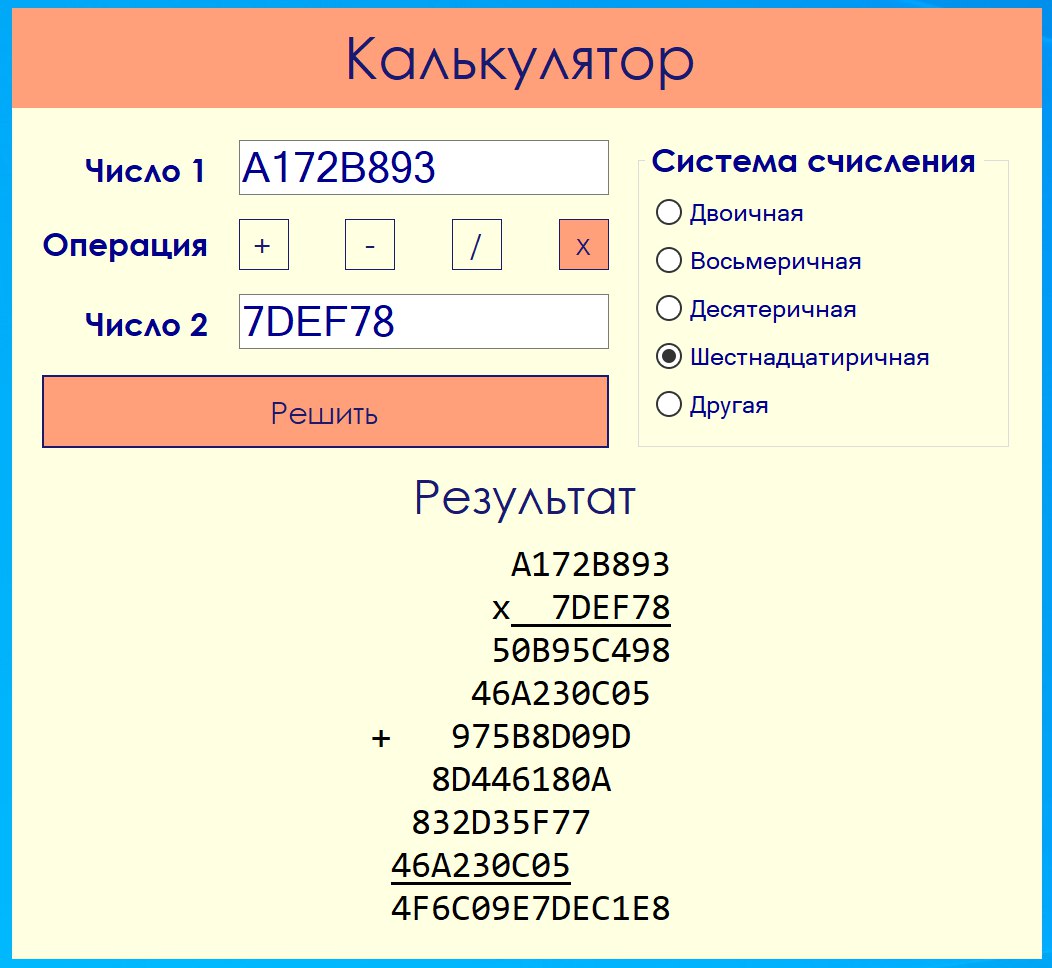 Калькулятор
Число 1 A172B893
Операция + - / x
Число 2 7DEF78
Решить
Система счисления
Двоичная
Восьмеричная
Десятеричная
Шестнадцатиричная
Другая
Результат
A172B893
x 7DEF78
50B95C498
46A230C05
+ 975B8D09D
8D446180A
832D35F77
46A230C05
4F6C09E7DEC1E8